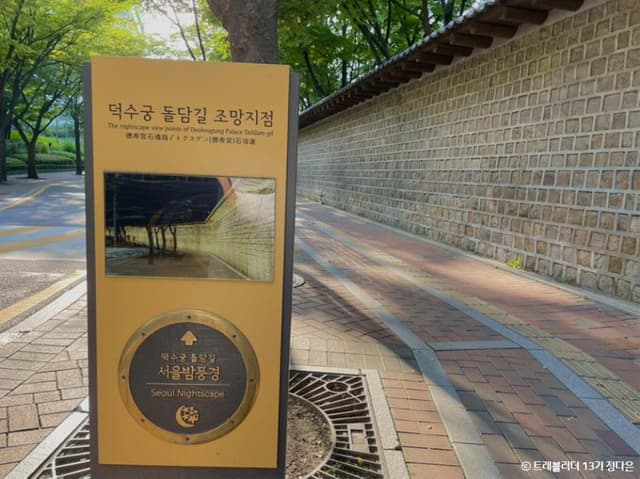 덕수궁 돌담길 조망지점
The nightscape view points of Deoksugung Palace Doldam-gil
덕수궁 돌담길
서울밤풍경
Seoul Nightscape
© 트래블리더 13기 정다은